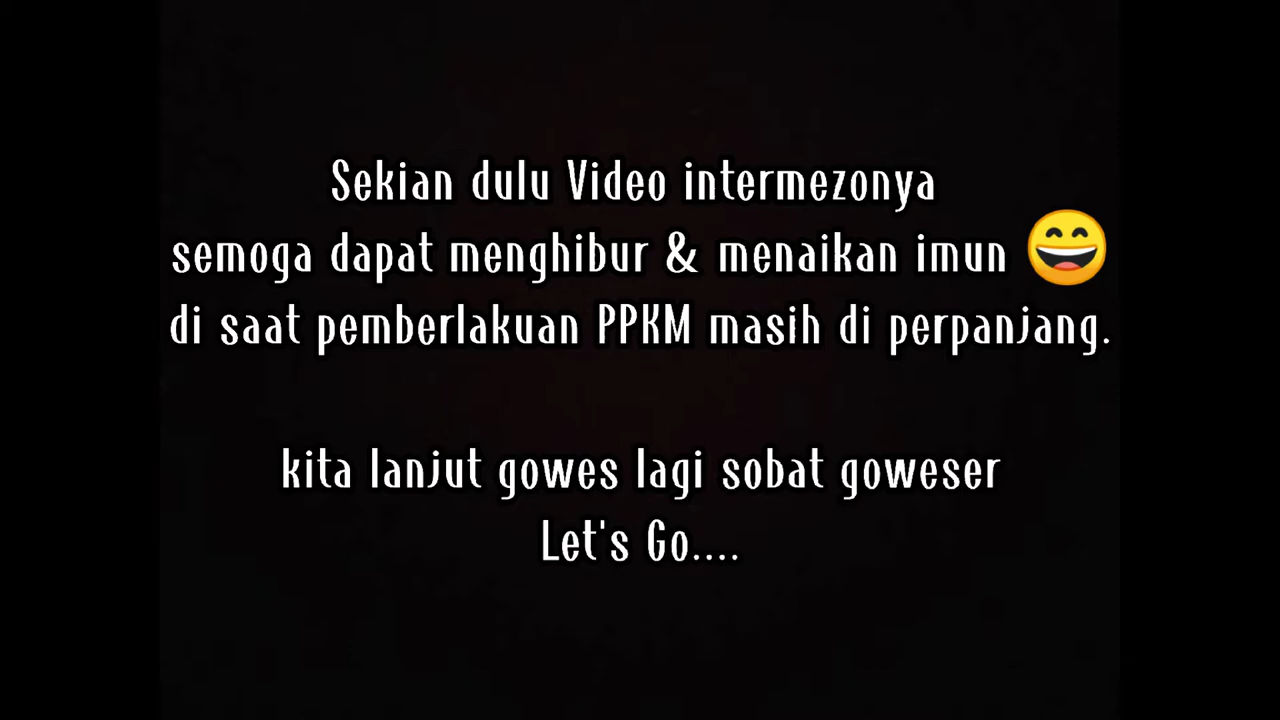 Sekian dulu Video intermezonya
semoga dapat menghibur & menaikan imun 😄
di saat pemberlakuan PPKM masih di perpanjang.
kita lanjut gowes lagi sobat goweser
Let's Go....